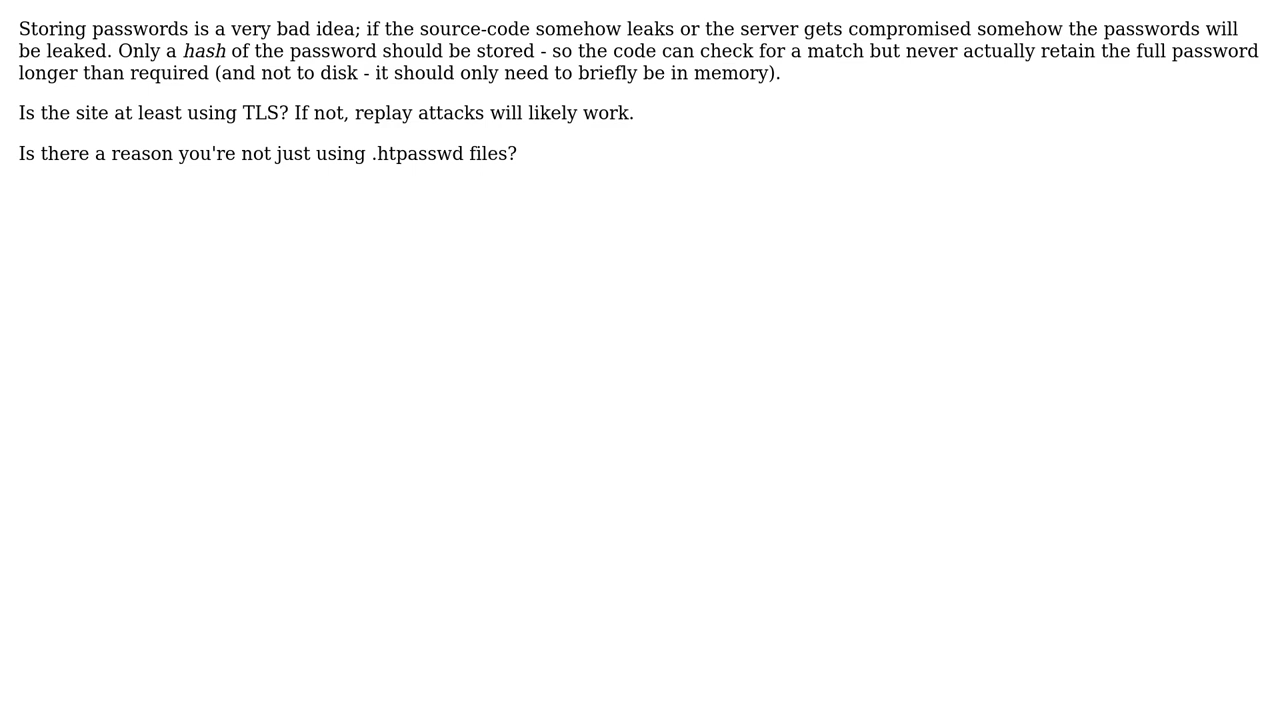 Storing passwords is a very bad idea; if the source-code somehow leaks or the server gets compromised somehow the passwords will
be leaked. Only a hash of the password should be stored - so the code can check for a match but never actually retain the full password
longer than required (and not to disk - it should only need to briefly be in memory).
Is the site at least using TLS? If not, replay attacks will likely work.
Is there a reason you're not just using .htpasswd files?